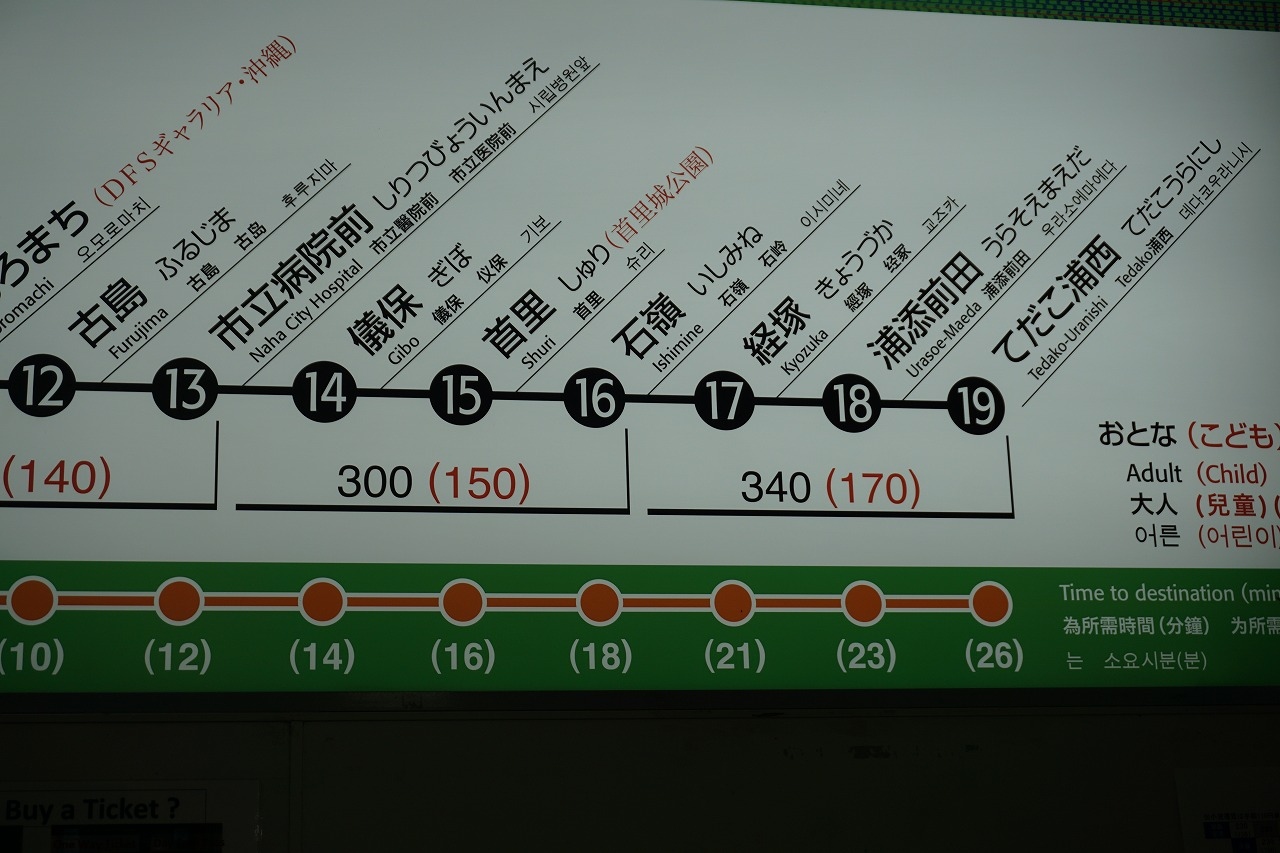 ろまち (DFSギャラリア・沖縄)
romachi 오모로마치
古島 ふるじま
Furujima 古島 古岛 후루지마
市立病院前 しりつびょういんまえ
Naha City Hospital 市立醫院前 市立医院前 시립병원앞
儀保 ぎぼ
Gibo 儀保 仪保 기보
首里 しゅり (首里城公園)
Shuri 首里 슈리
石嶺 いしみね
Ishimine 石嶺 石岭 이시미네
経塚 きょうづか
Kyozuka 經塚 经塚 교즈카
浦添前田 うらそえまえだ
Urasoe-Maeda 浦添前田 우라소에마에다
てだこ浦西 てだこうらにし
Tedako-Uranishi Tedako浦西 데다코우라니시
12 13 14 15 16 17 18 19
(140) 300 (150) 340 (170)
おとな (こども)
Adult (Child)
大人 (兒童) (
어른 (어린이)
(10) (12) (14) (16) (18) (21) (23) (26)
Time to destination (min
為所需時間(分鐘) 为所需
는 소요시분(분)
Buy a Ticket ?